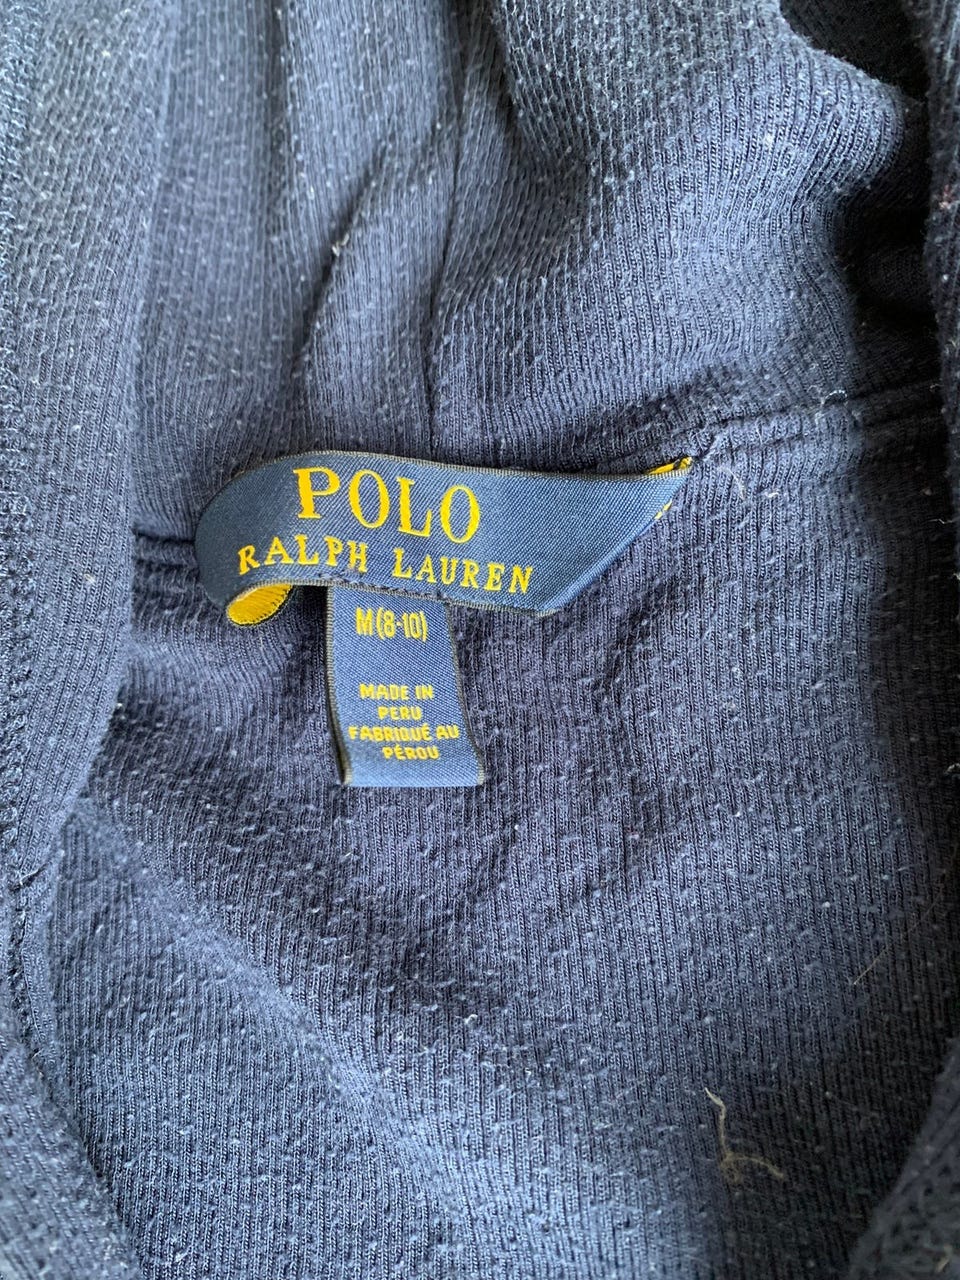 POLO
RALPH LAUREN
M(8-10)
MADE IN
PERU
FABRIQUÉ AU
PÉROU